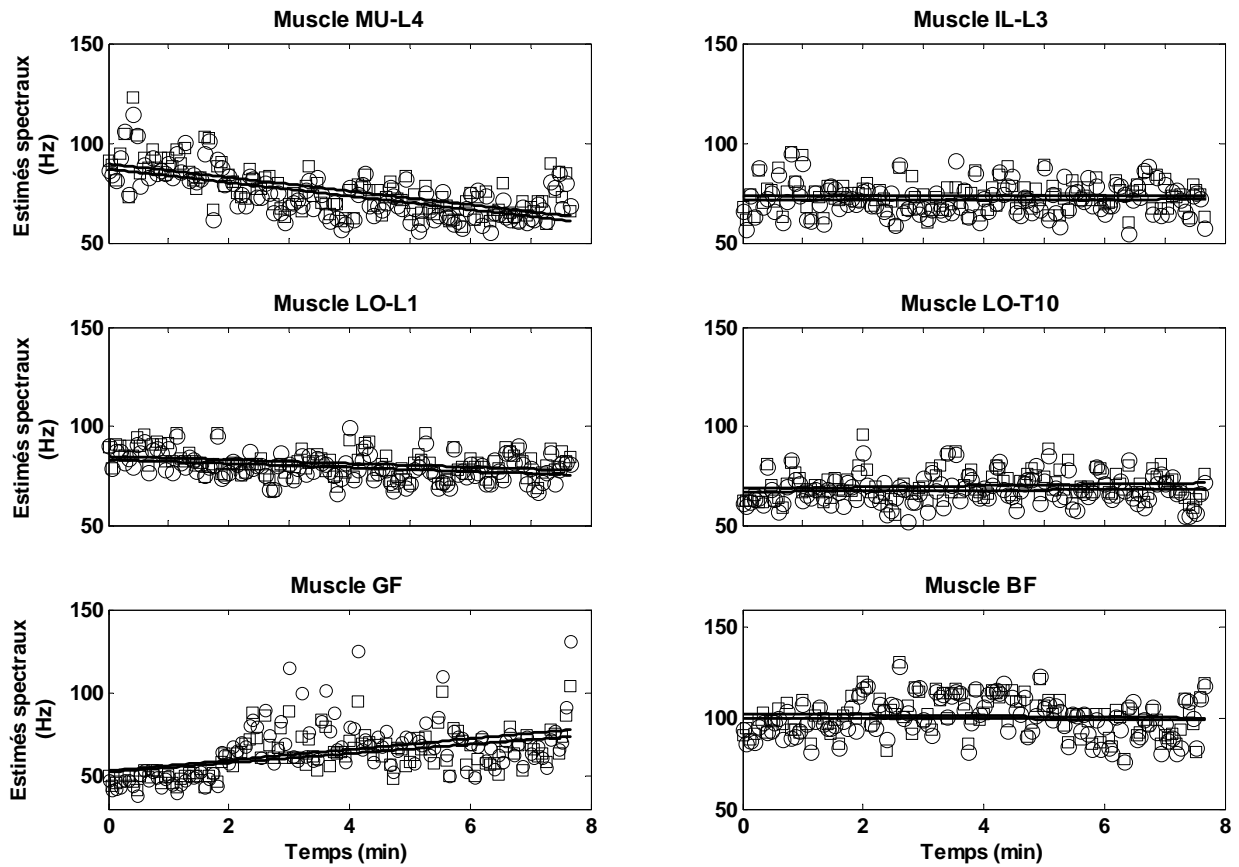 Muscle MU-L4
150
100
50
Estimés spectraux
(Hz)
Muscle IL-L3
150
100
50
Muscle LO-L1
150
100
50
Estimés spectraux
(Hz)
Muscle LO-T10
150
100
50
Muscle GF
150
100
50
Estimés spectraux
(Hz)
0 2 4 6 8
Temps (min)
Muscle BF
150
100
50
0 2 4 6 8
Temps (min)